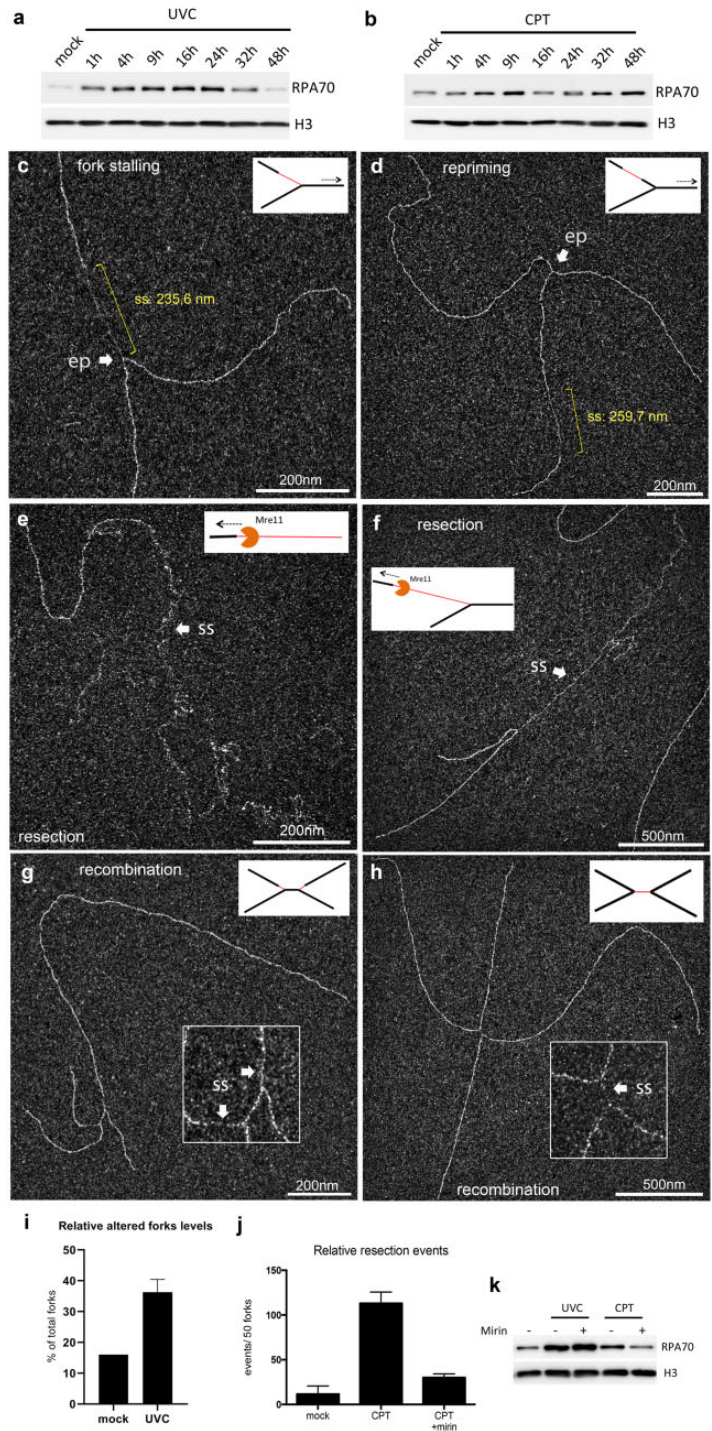 a
UVC
mock 1h 4h 9h 16h 24h 32h 48h
RPA70
H3
b
CPT
mock 1h 4h 9h 16h 24h 32h 48h
RPA70
H3
c
fork stalling
ss: 235,6 nm
ep
200nm
d
repriming
ep
ss: 259,7 nm
200nm
e
Mre11
ss
resection
200nm
f
resection
Mre11
ss
500nm
g
recombination
ss
200nm
h
ss
recombination
500nm
i
Relative altered forks levels
% of total forks
50
40
30
20
10
0
mock UVC
j
Relative resection events
events/ 50 forks
150
100
50
0
mock CPT CPT
+mirin
k
UVC CPT
Mirin - - + - +
RPA70
H3